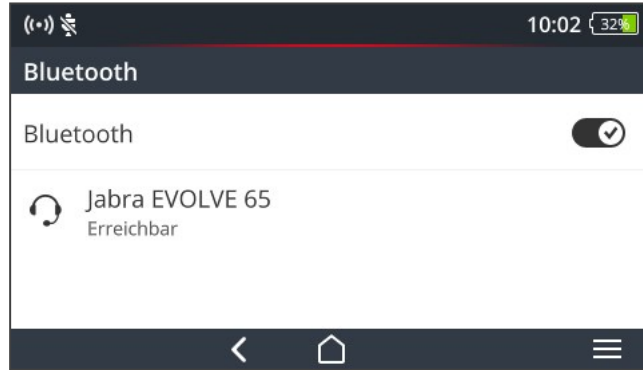 10:02 32%
Bluetooth
Bluetooth
Jabra EVOLVE 65
Erreichbar